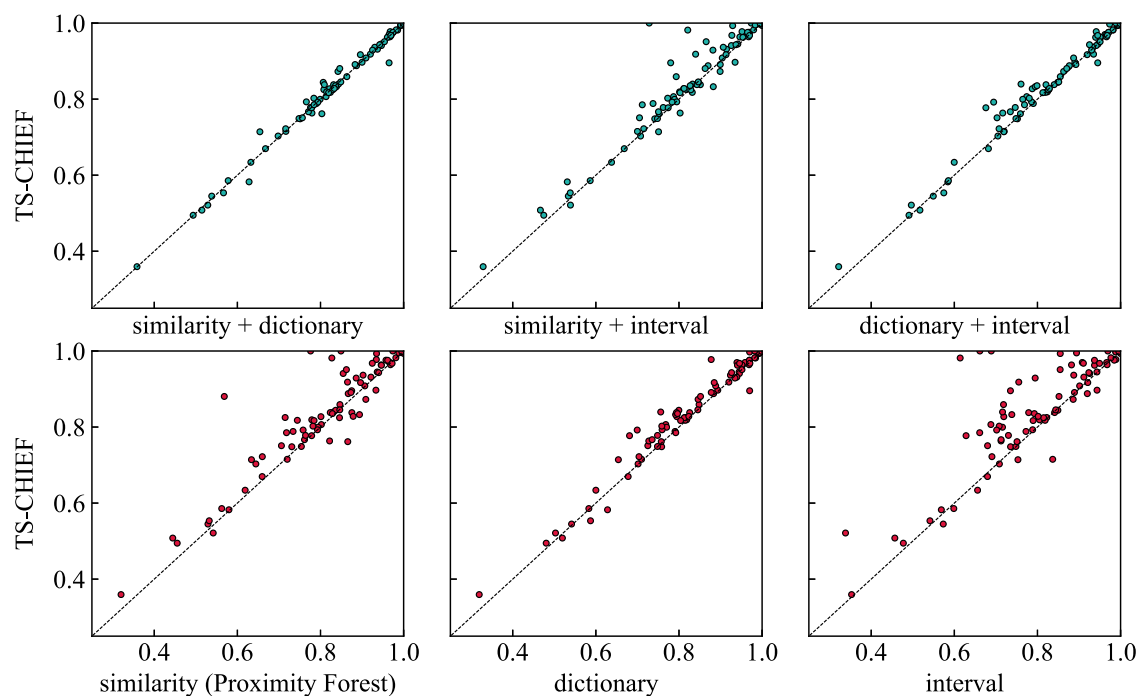 1.0
0.8
0.6
0.4
TS-CHIEF
similarity + dictionary
similarity + interval
dictionary + interval
1.0
0.8
0.6
0.4
TS-CHIEF
0.4 0.6 0.8 1.0
0.4 0.6 0.8 1.0
0.4 0.6 0.8 1.0
similarity (Proximity Forest)
dictionary
interval